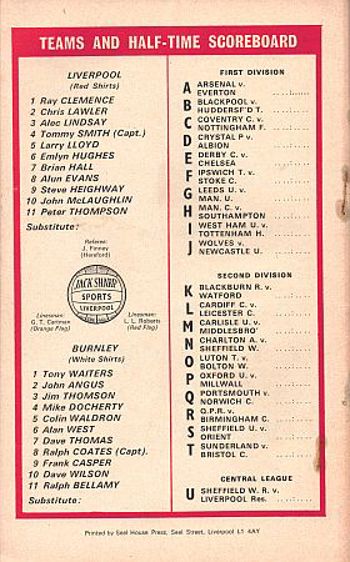 TEAMS AND HALF-TIME SCOREBOARD
LIVERPOOL
(Red Shirts)
1 Ray CLEMENCE
2 Chris LAWLER
3 Alec LINDSAY
4 Tommy SMITH (Capt.)
5 Larry LLOYD
6 Emlyn HUGHES
7 Brian HALL
8 Alun EVANS
9 Steve HEIGHWAY
10 John McLAUGHLIN
11 Peter THOMPSON
Substitute:
Referee:
J. Finney
(Hereford)
JACK SHARP
SPORTS
LIVERPOOL
Linesman:
G. T. Cartman
(Orange Flag)
Linesman:
L. L. Roberts
(Red Flag)
BURNLEY
(White Shirts)
1 Tony WAITERS
2 John ANGUS
3 Jim THOMSON
4 Mike DOCHERTY
5 Colin WALDRON
6 Alan WEST
7 Dave THOMAS
8 Ralph COATES (Capt).
9 Frank CASPER
10 Dave WILSON
11 Ralph BELLAMY
Substitute:
FIRST DIVISION
A ARSENAL v.
EVERTON
B BLACKPOOL v.
HUDDERSF'D T.
C COVENTRY C. v.
NOTTINGHAM F.
D CRYSTAL P v.
ALBION
E DERBY C. v.
CHELSEA
F IPSWICH T. v.
STOKE C.
G LEEDS U. v.
MAN. U.
H MAN. C. v.
SOUTHAMPTON
I WEST HAM U. v.
TOTTENHAM H.
J WOLVES v.
NEWCASTLE U.
SECOND DIVISION
K BLACKBURN R. v.
WATFORD
L CARDIFF C. v.
LEICESTER C.
M CARLISLE U. v.
MIDDLESBRO'
N CHARLTON A. v.
SHEFFIELD W.
O LUTON T. v.
BOLTON W.
P OXFORD U. v.
MILLWALL
Q PORTSMOUTH v.
NORWICH C.
R Q.P.R. v.
BIRMINGHAM C.
S SHEFFIELD U. v.
ORIENT
T SUNDERLAND v.
BRISTOL C.
CENTRAL LEAGUE
U SHEFFIELD W. R. v.
LIVERPOOL Res.
Printed by Seel House Press, Seel Street, Liverpool L1 4AY